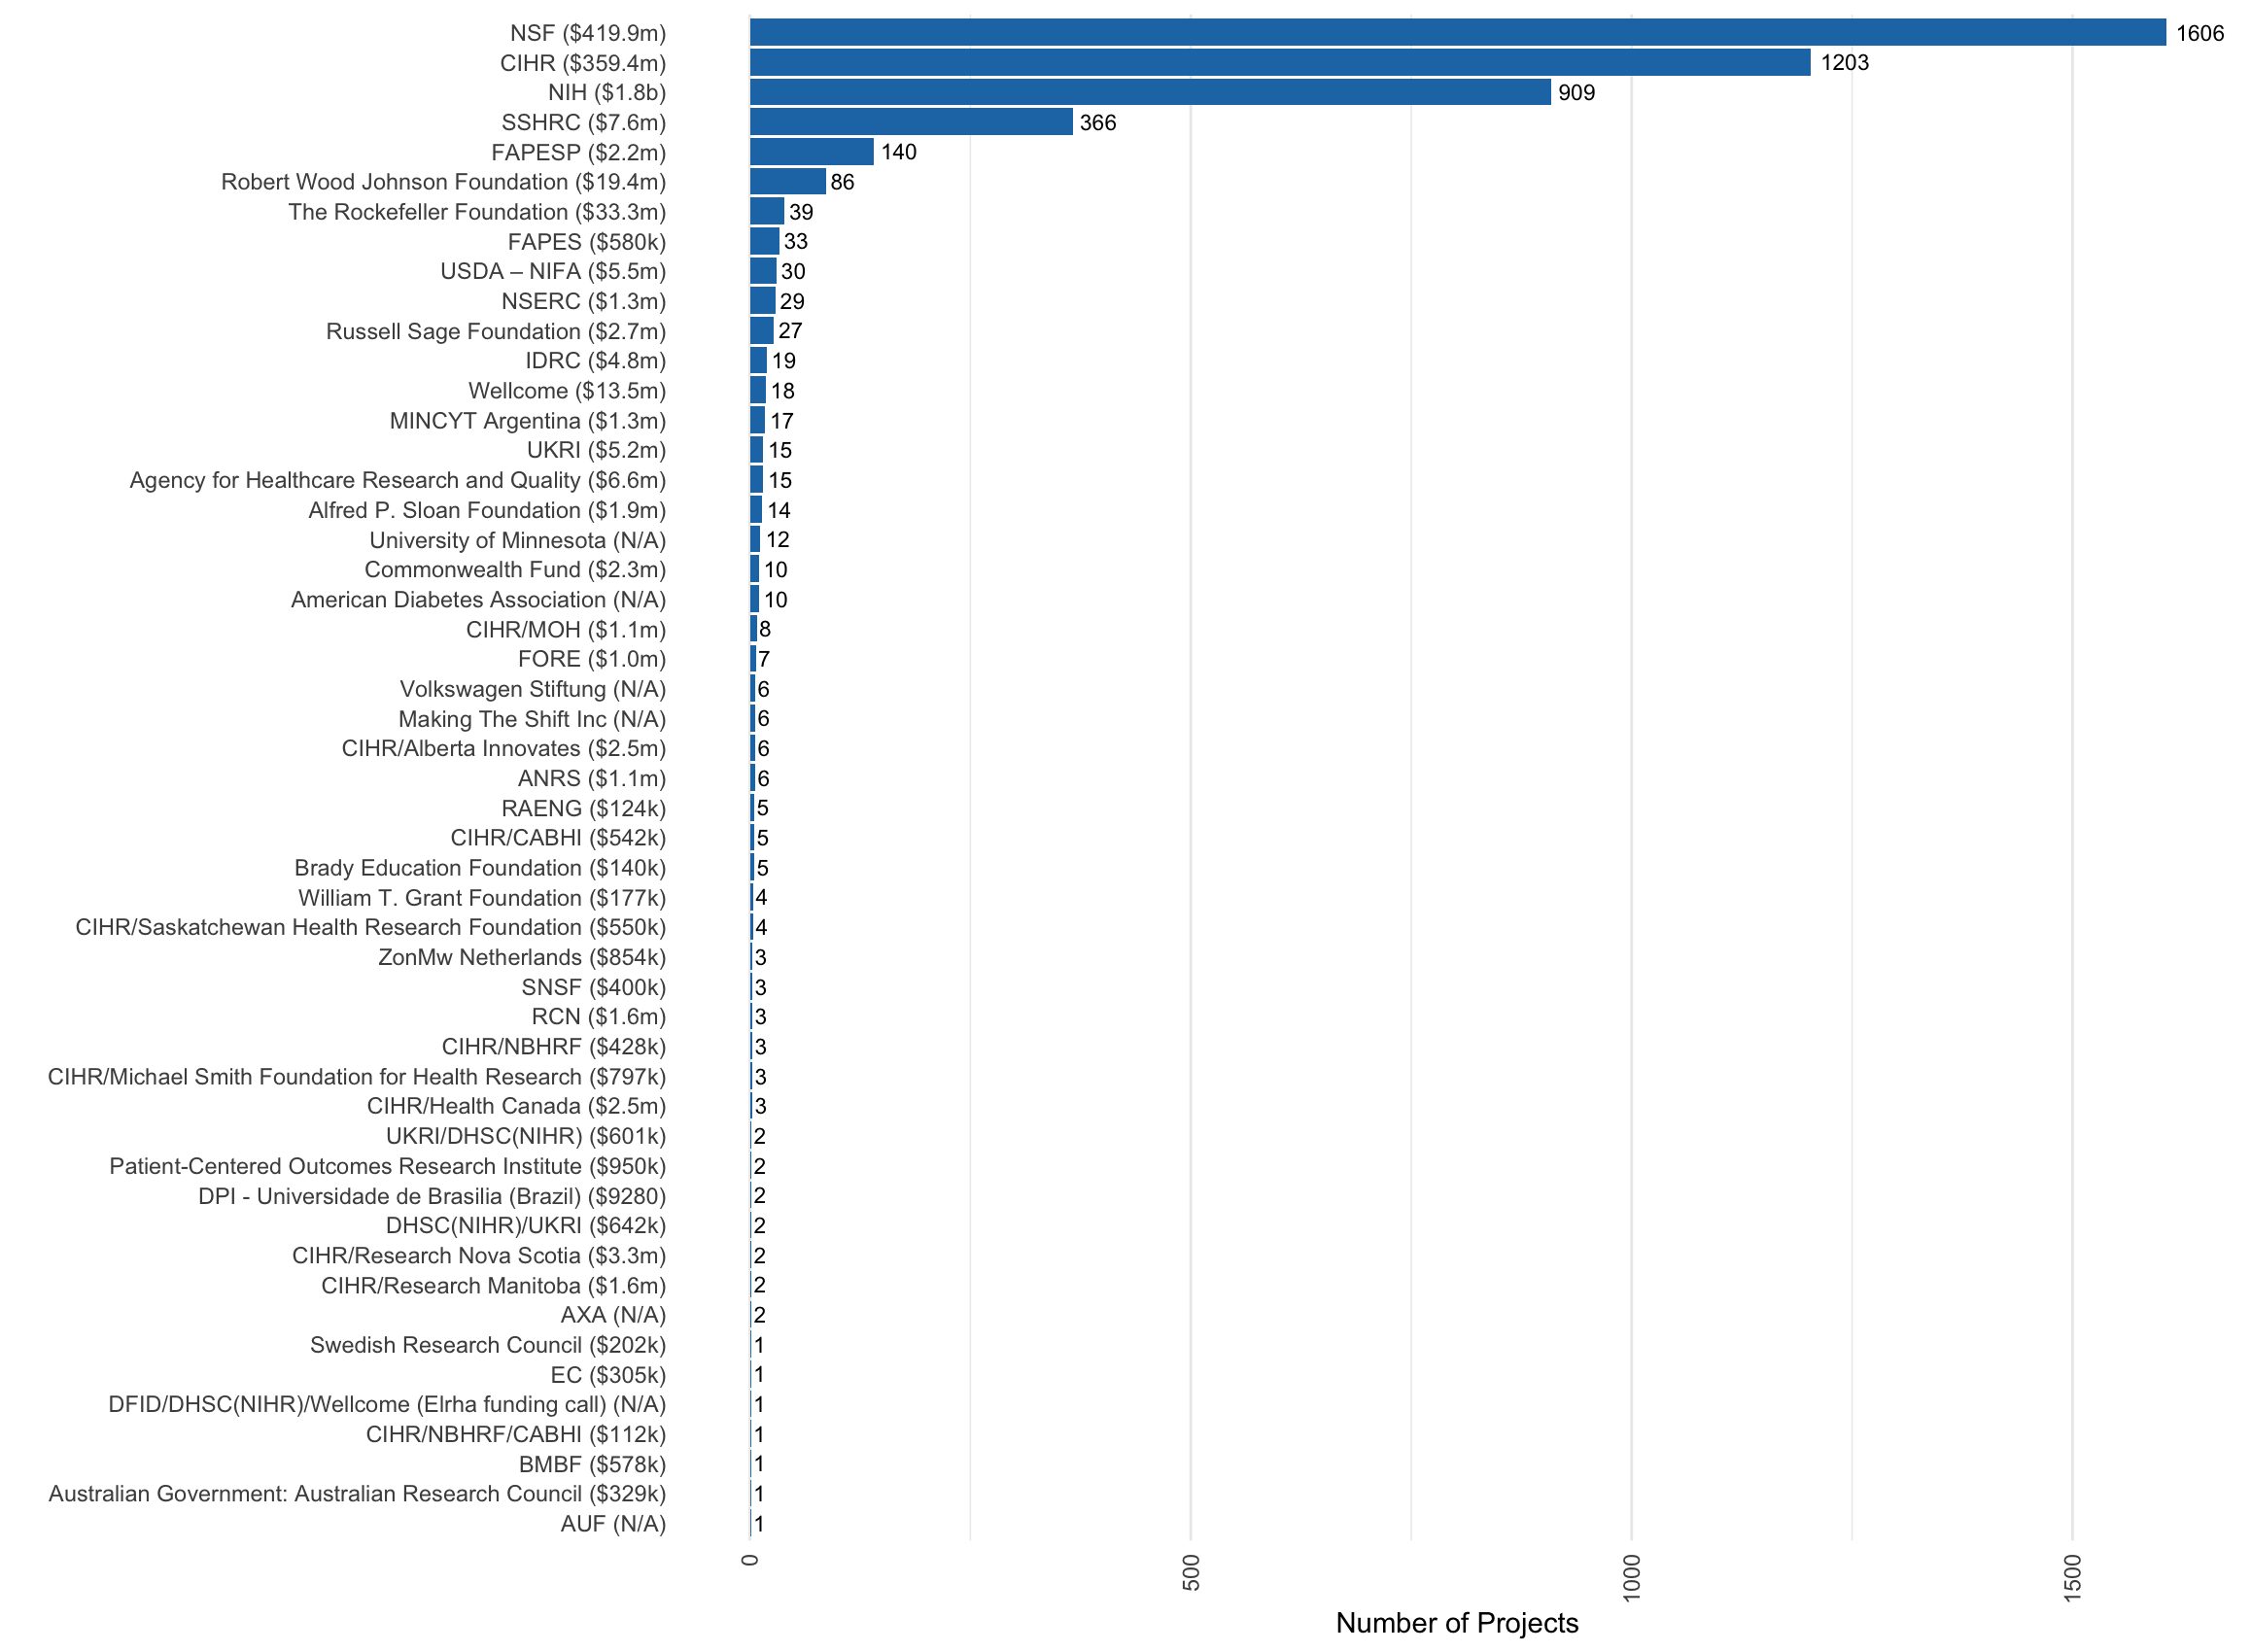 NSF ($419.9m) 1606
CIHR ($359.4m) 1203
NIH ($1.8b) 909
SSHRC ($7.6m) 366
FAPESP ($2.2m) 140
Robert Wood Johnson Foundation ($19.4m) 86
The Rockefeller Foundation ($33.3m) 39
FAPES ($580k) 33
USDA – NIFA ($5.5m) 30
NSERC ($1.3m) 29
Russell Sage Foundation ($2.7m) 27
IDRC ($4.8m) 19
Wellcome ($13.5m) 18
MINCYT Argentina ($1.3m) 17
UKRI ($5.2m) 15
Agency for Healthcare Research and Quality ($6.6m) 15
Alfred P. Sloan Foundation ($1.9m) 14
University of Minnesota (N/A) 12
Commonwealth Fund ($2.3m) 10
American Diabetes Association (N/A) 10
CIHR/MOH ($1.1m) 8
FORE ($1.0m) 7
Volkswagen Stiftung (N/A) 6
Making The Shift Inc (N/A) 6
CIHR/Alberta Innovates ($2.5m) 6
ANRS ($1.1m) 6
RAENG ($124k) 5
CIHR/CABHI ($542k) 5
Brady Education Foundation ($140k) 5
William T. Grant Foundation ($177k) 4
CIHR/Saskatchewan Health Research Foundation ($550k) 4
ZonMw Netherlands ($854k) 3
SNSF ($400k) 3
RCN ($1.6m) 3
CIHR/NBHRF ($428k) 3
CIHR/Michael Smith Foundation for Health Research ($797k) 3
CIHR/Health Canada ($2.5m) 3
UKRI/DHSC(NIHR) ($601k) 2
Patient-Centered Outcomes Research Institute ($950k) 2
DPI - Universidade de Brasilia (Brazil) ($9280) 2
DHSC(NIHR)/UKRI ($642k) 2
CIHR/Research Nova Scotia ($3.3m) 2
CIHR/Research Manitoba ($1.6m) 2
AXA (N/A) 2
Swedish Research Council ($202k) 1
EC ($305k) 1
DFID/DHSC(NIHR)/Wellcome (Elrha funding call) (N/A) 1
CIHR/NBHRF/CABHI ($112k) 1
BMBF ($578k) 1
Australian Government: Australian Research Council ($329k) 1
AUF (N/A) 1
0 500 1000 1500
Number of Projects